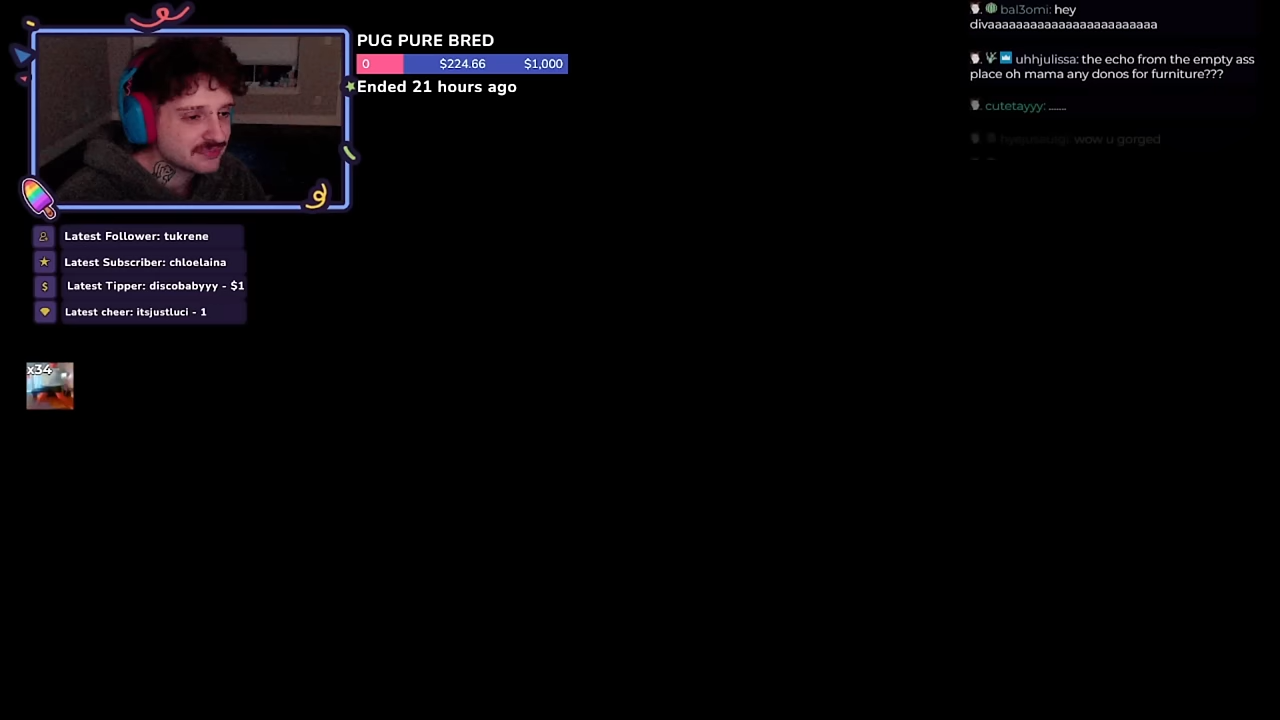 PUG PURE BRED
0 $224.66 $1,000
Ended 21 hours ago
Latest Follower: tukrene
Latest Subscriber: chloelaina
Latest Tipper: discobabyyy - $1
Latest cheer: itsjustluci - 1
x34
bal3omi: hey
divaaaaaaaaaaaaaaaaaaaaaaaa
uhhjulissa: the echo from the empty ass
place oh mama any donos for furniture???
cutetayyy: .......
wow u gorged